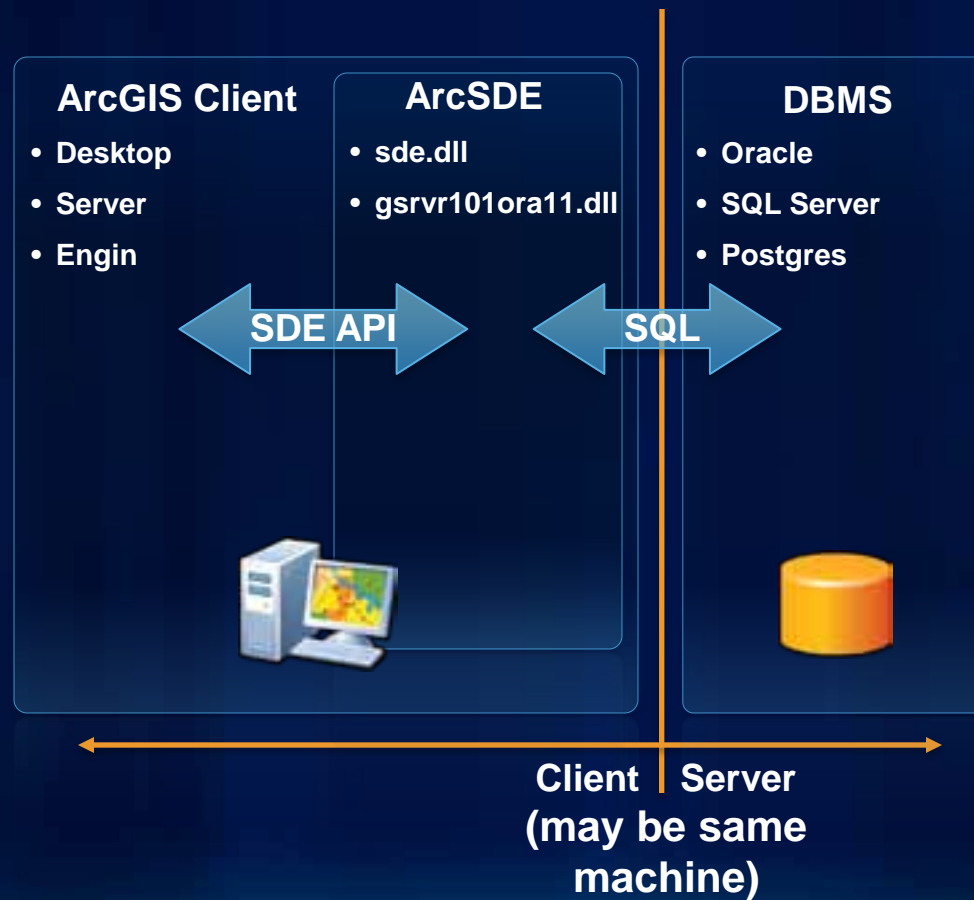 ArcGIS Client
• Desktop
• Server
• Engin
ArcSDE
• sde.dll
• gsrvr101ora11.dll
DBMS
• Oracle
• SQL Server
• Postgres
SDE API
SQL
Client
Server
(may be same
machine)